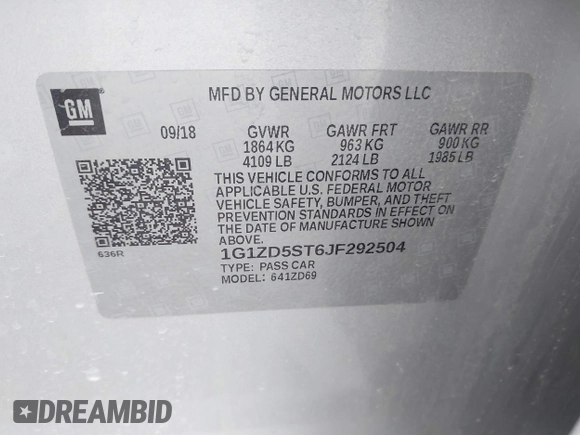 GM
MFD BY GENERAL MOTORS LLC
09/18 GVWR GAWR FRT GAWR RR
1864 KG 963 KG 900 KG
4109 LB 2124 LB 1985 LB
THIS VEHICLE CONFORMS TO ALL
APPLICABLE U.S. FEDERAL MOTOR
VEHICLE SAFETY, BUMPER, AND THEFT
PREVENTION STANDARDS IN EFFECT ON
THE DATE OF MANUFACTURE SHOWN
ABOVE.
636R
1G1ZD5ST6JF292504
TYPE: PASS CAR
MODEL: 641ZD69
DREAMBID